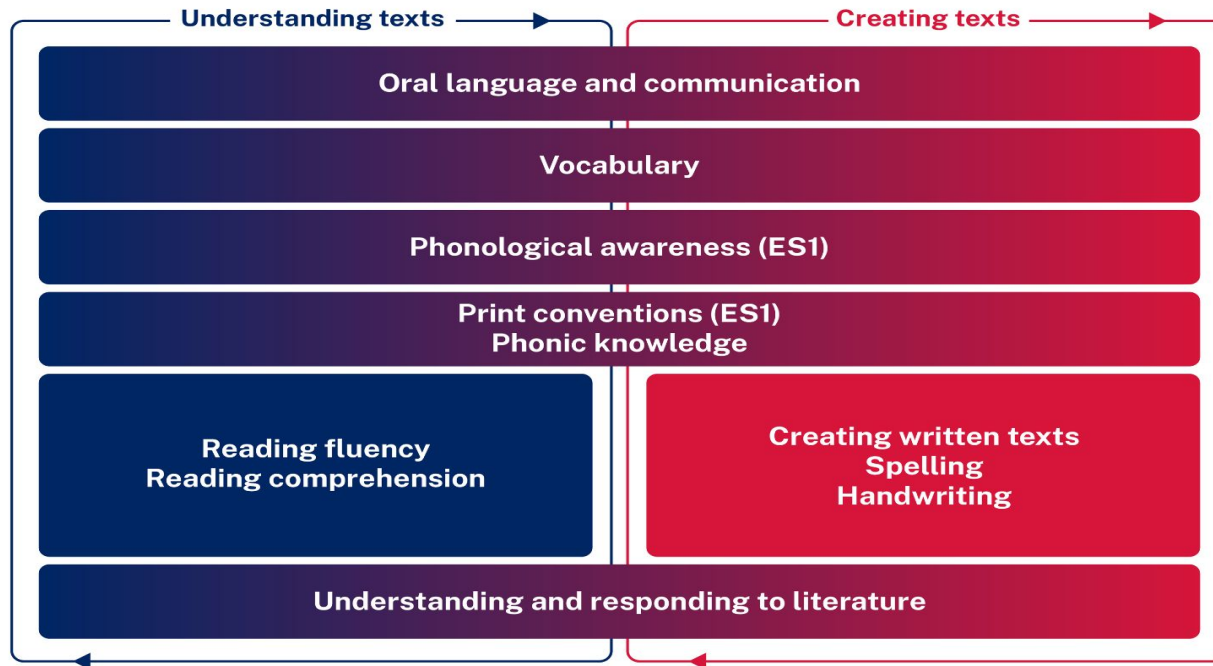 Understanding texts
Creating texts
Oral language and communication
Vocabulary
Phonological awareness (ES1)
Print conventions (ES1)
Phonic knowledge
Reading fluency
Reading comprehension
Creating written texts
Spelling
Handwriting
Understanding and responding to literature